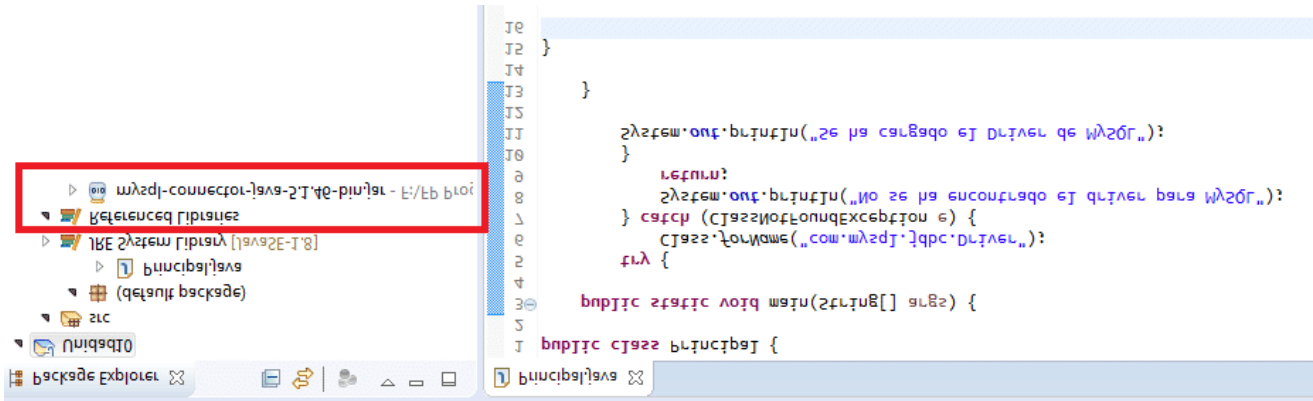 Package Explorer
Unidad10
src
(default package)
Principal.java
JRE System Library [JavaSE-1.8]
Referenced Libraries
mysql-connector-java-5.1.46-bin.jar - F:\FP Prog
Principal.java
1 public class Principal {
2
3 public static void main(String[] args) {
4
5 try {
6 Class.forName("com.mysql.jdbc.Driver");
7 } catch (ClassNotFoundException e) {
8 System.out.println("No se ha encontrado el driver para MySQL");
9 return;
10 }
11 System.out.println("Se ha cargado el Driver de MySQL");
12
13 }
14
15 }
16